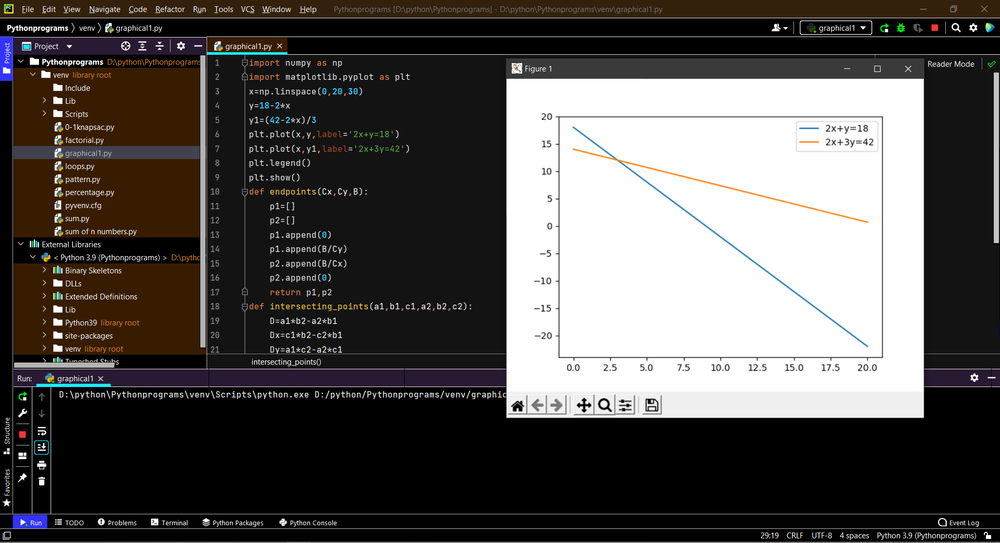 PC File Edit View Navigate Code Refactor Run Tools VCS Window Help Pythonprograms [D:\python\Pythonprograms] - D:\python\Pythonprograms\venv\graphical1.py
Pythonprograms venv graphical1.py graphical1
Project
Project
graphical1.py
Pythonprograms D:\python\Pythonprograms
venv library root
Include
Lib
Scripts
0-1knapsac.py
factorial.py
graphical1.py
loops.py
pattern.py
percentage.py
pyvenv.cfg
sum.py
sum of n numbers.py
External Libraries
< Python 3.9 (Pythonprograms) > D:\pythc
Binary Skeletons
DLLs
Extended Definitions
Lib
Python39 library root
site-packages
venv library root
Typeshed Stubs
1 import numpy as np
2 import matplotlib.pyplot as plt
3 x=np.linspace(0,20,30)
4 y=18-2*x
5 y1=(42-2*x)/3
6 plt.plot(x,y,label='2x+y=18')
7 plt.plot(x,y1,label='2x+3y=42')
8 plt.legend()
9 plt.show()
10 def endpoints(Cx,Cy,B):
11 p1=[]
12 p2=[]
13 p1.append(0)
14 p1.append(B/Cy)
15 p2.append(B/Cx)
16 p2.append(0)
17 return p1,p2
18 def intersecting_points(a1,b1,c1,a2,b2,c2):
19 D=a1*b2-a2*b1
20 Dx=c1*b2-c2*b1
21 Dy=a1*c2-a2*c1
intersecting_points()
Reader Mode
Figure 1
2x+y=18
2x+3y=42
20
15
10
5
0
−5
−10
−15
−20
0.0 2.5 5.0 7.5 10.0 12.5 15.0 17.5 20.0
Run: graphical1
D:\python\Pythonprograms\venv\Scripts\python.exe D:/python/Pythonprograms/venv/graphic
Structure
Favorites
Run TODO Problems Terminal Python Packages Python Console Event Log
29:19 CRLF UTF-8 4 spaces Python 3.9 (Pythonprograms)